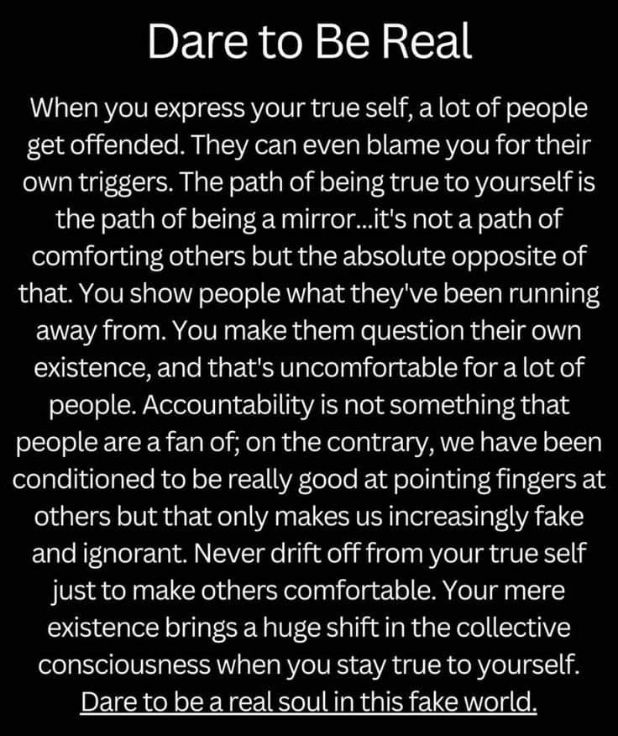 Dare to Be Real
When you express your true self, a lot of people
get offended. They can even blame you for their
own triggers. The path of being true to yourself is
the path of being a mirror...it's not a path of
comforting others but the absolute opposite of
that. You show people what they've been running
away from. You make them question their own
existence, and that's uncomfortable for a lot of
people. Accountability is not something that
people are a fan of; on the contrary, we have been
conditioned to be really good at pointing fingers at
others but that only makes us increasingly fake
and ignorant. Never drift off from your true self
just to make others comfortable. Your mere
existence brings a huge shift in the collective
consciousness when you stay true to yourself.
Dare to be a real soul in this fake world.